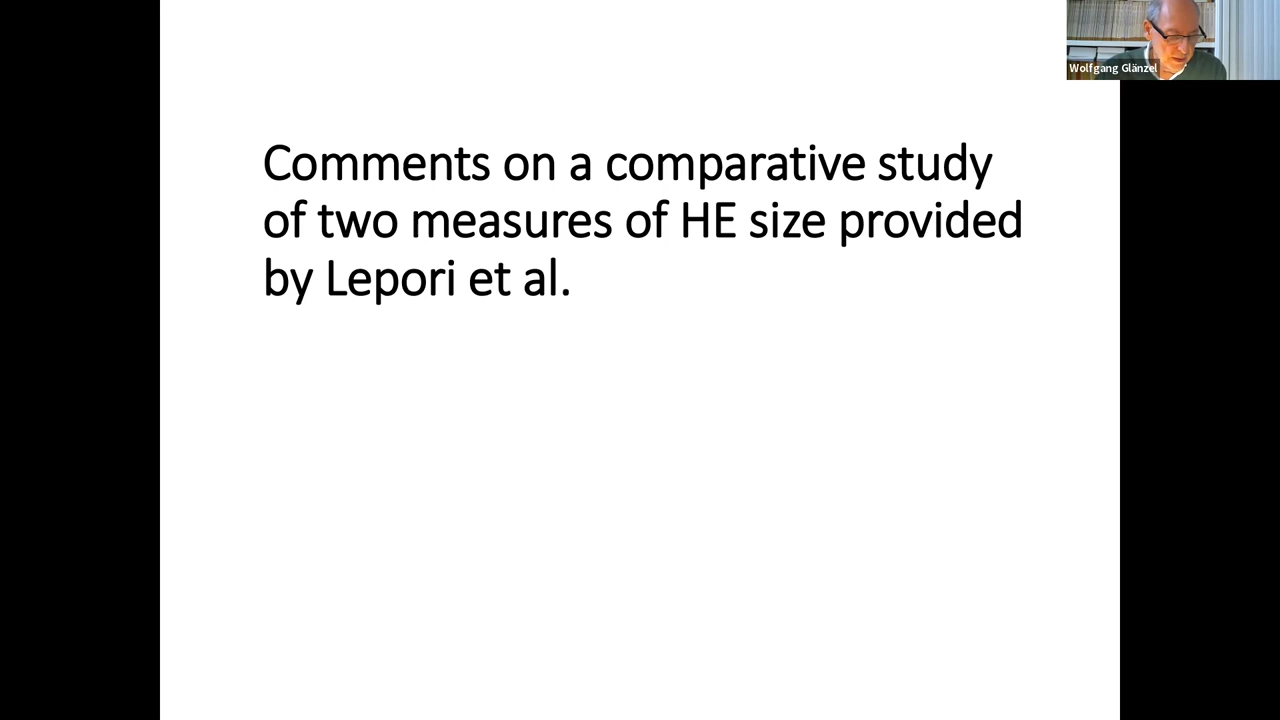 Wolfgang Glänzel
Comments on a comparative study
of two measures of HE size provided
by Lepori et al.